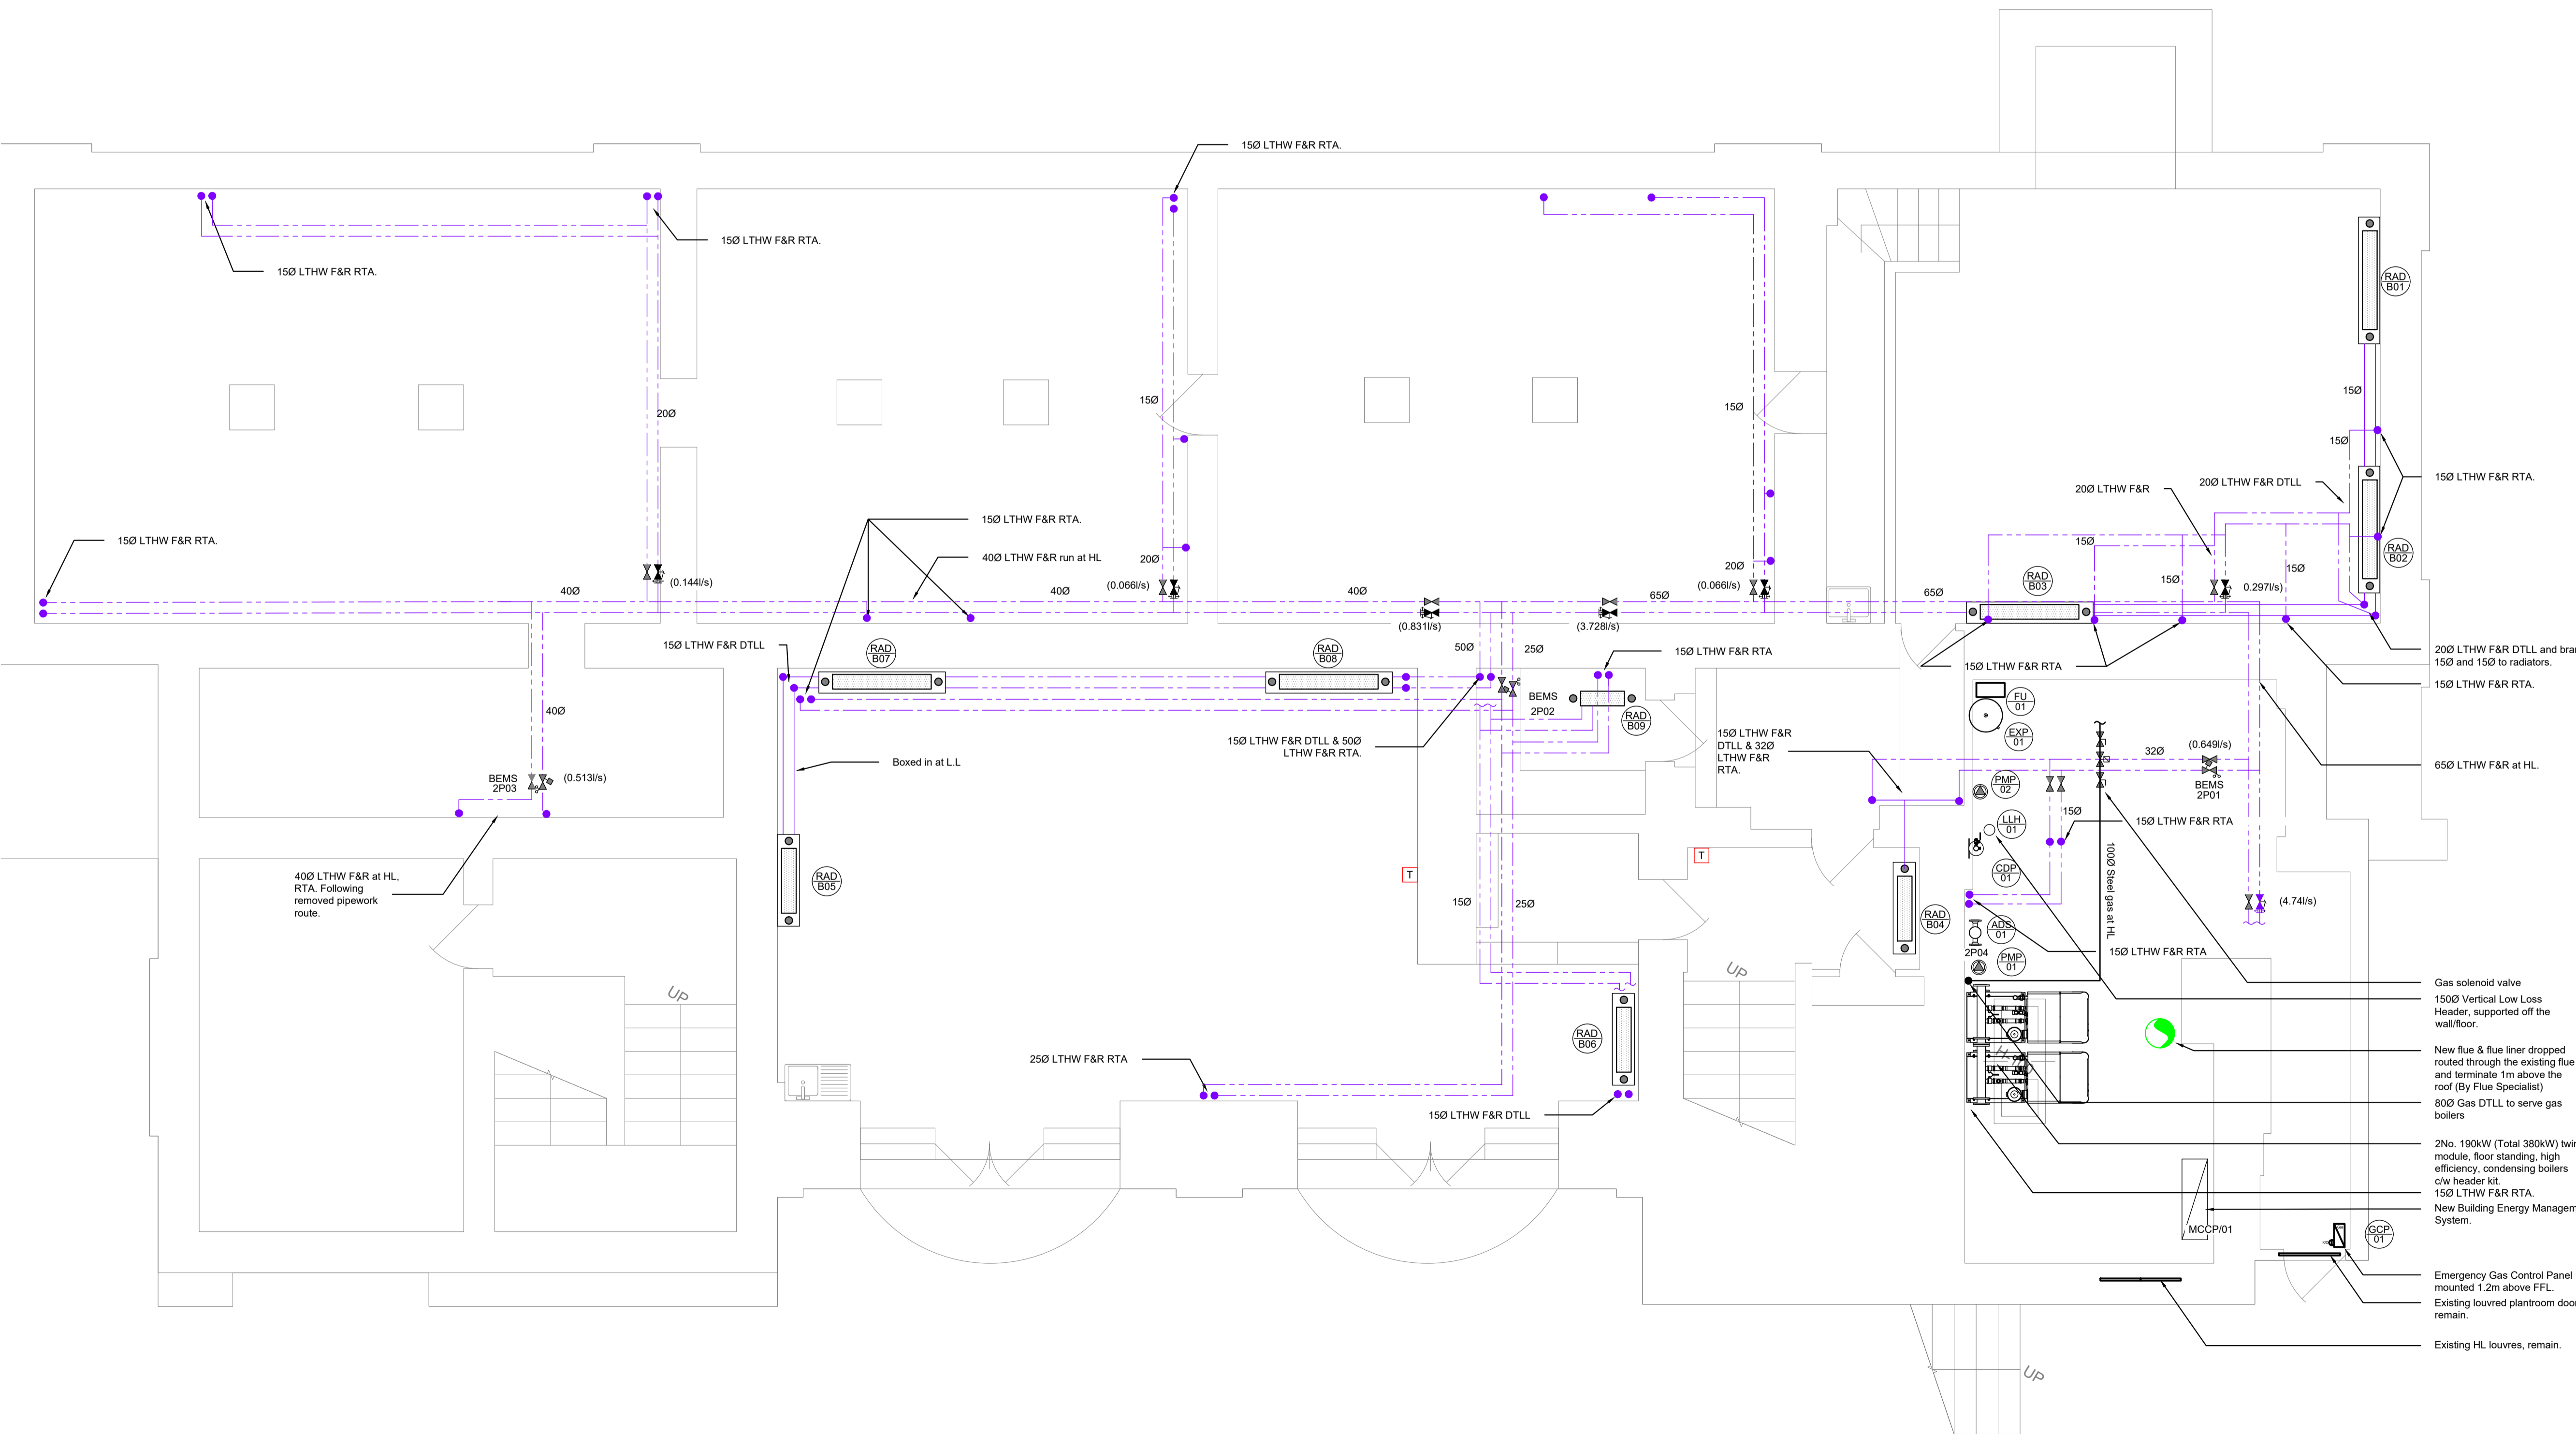 15Ø LTHW F&R RTA.
15Ø LTHW F&R RTA.
15Ø LTHW F&R RTA.
RAD
B01
15Ø
20Ø
15Ø
15Ø
15Ø
15Ø LTHW F&R RTA.
20Ø LTHW F&R
20Ø LTHW F&R DTLL
15Ø LTHW F&R RTA.
15Ø LTHW F&R RTA.
40Ø LTHW F&R run at HL
15Ø
RAD
B02
20Ø
20Ø
15Ø
15Ø
(0.144l/s)
(0.066l/s)
(0.066l/s)
0.297l/s)
RAD
B03
40Ø
40Ø
40Ø
65Ø
65Ø
(0.831l/s)
(3.728l/s)
15Ø LTHW F&R DTLL
RAD
B07
RAD
B08
50Ø
25Ø
15Ø LTHW F&R RTA
15Ø LTHW F&R RTA
20Ø LTHW F&R DTLL and bran
15Ø and 15Ø to radiators.
15Ø LTHW F&R RTA.
BEMS
2P02
RAD
B09
FU
01
EXP
01
40Ø
15Ø LTHW F&R DTLL & 50Ø
LTHW F&R RTA.
15Ø LTHW F&R
DTLL & 32Ø
LTHW F&R
RTA.
32Ø
(0.649l/s)
65Ø LTHW F&R at HL.
Boxed in at L.L
BEMS
2P03
(0.513l/s)
PMP
02
BEMS
2P01
15Ø
15Ø LTHW F&R RTA
LLH
01
T
T
40Ø LTHW F&R at HL,
RTA. Following
removed pipework
route.
RAD
B05
CDP
01
100Ø Steel gas at HL
15Ø
25Ø
(4.74l/s)
RAD
B04
ADS
01
2P04
15Ø LTHW F&R RTA
PMP
01
UP
UP
Gas solenoid valve
150Ø Vertical Low Loss
Header, supported off the
wall/floor.
RAD
B06
25Ø LTHW F&R RTA
New flue & flue liner dropped
routed through the existing flue
and terminate 1m above the
roof (By Flue Specialist)
80Ø Gas DTLL to serve gas
boilers
15Ø LTHW F&R DTLL
2No. 190kW (Total 380kW) twin
module, floor standing, high
efficiency, condensing boilers
c/w header kit.
15Ø LTHW F&R RTA.
New Building Energy Managem
System.
MCCP/01
GCP
01
Emergency Gas Control Panel
mounted 1.2m above FFL.
Existing louvred plantroom door
remain.
Existing HL louvres, remain.
UP